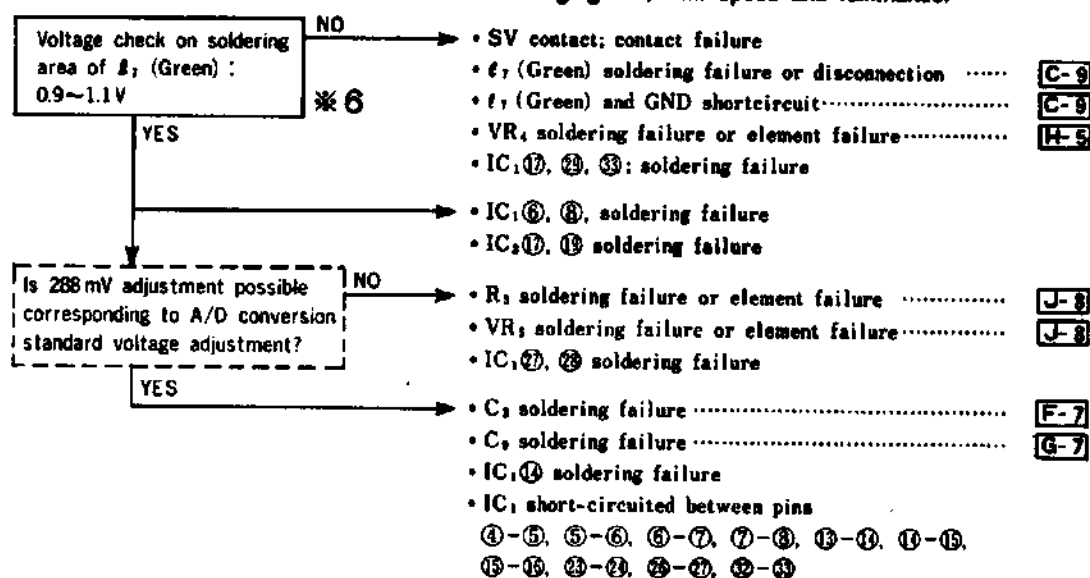 speed and luminance.
Voltage check on soldering
area of ℓ₇ (Green) :
0.9~1.1V
※6
NO
YES
• SV contact; contact failure
• ℓ₇ (Green) soldering failure or disconnection ······ C-9
• ℓ₇ (Green) and GND shortcircuit ·················· C-9
• VR₄ soldering failure or element failure ··············· H-5
• IC₁⑰, ㉙, ㉝: soldering failure
• IC₁⑥, ⑧, soldering failure
• IC₂⑰, ⑲ soldering failure
Is 288 mV adjustment possible
corresponding to A/D conversion
standard voltage adjustment?
NO
YES
• R₃ soldering failure or element failure ··············· J-8
• soldering failure or element failure ··············· J-8
• IC₁㉗, ㉘ soldering failure
• soldering failure ········································ F-7
• soldering failure ········································ G-7
• IC₁⑭ soldering failure
• IC₁ short-circuited between pins
④-⑤, ⑤-⑥, ⑥-⑦, ⑦-⑧, ⑬-⑭, ⑭-⑮,
⑮-⑯, ㉓-㉔, ㉖-㉗, ㉜-㉝